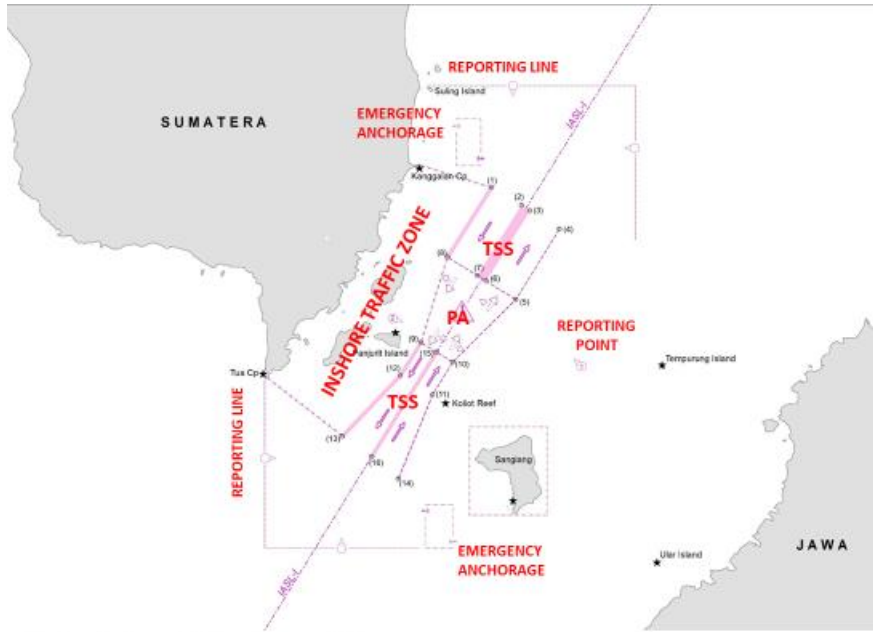 REPORTING LINE
Suling Island
SUMATERA
EMERGENCY
ANCHORAGE
IASL-I
Kanggalan Cp
(1)
(2)
(3)
(4)
TSS
INSHORE TRAFFIC ZONE
(8)
(7)
(6)
(5)
PA
REPORTING
POINT
(9)
(15)
(10)
Panjurit Island
Tempurung Island
Tua Cp
(12)
TSS
(11)
Koliot Reef
(13)
REPORTING LINE
(16)
(14)
Sangiang
EMERGENCY
ANCHORAGE
JAWA
Ular Island
IASL-I